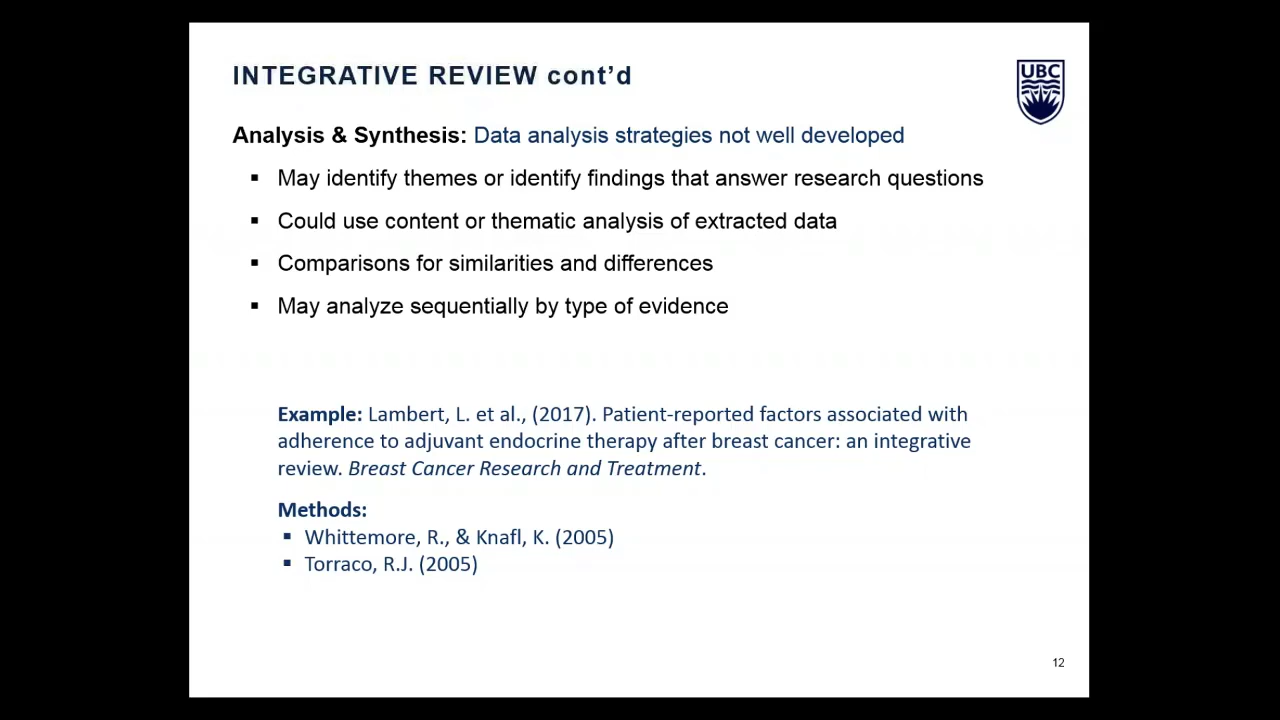 INTEGRATIVE REVIEW cont’d
UBC
Analysis & Synthesis: Data analysis strategies not well developed
▪ May identify themes or identify findings that answer research questions
▪ Could use content or thematic analysis of extracted data
▪ Comparisons for similarities and differences
▪ May analyze sequentially by type of evidence
Example: Lambert, L. et al., (2017). Patient-reported factors associated with
adherence to adjuvant endocrine therapy after breast cancer: an integrative
review. Breast Cancer Research and Treatment.
Methods:
▪ Whittemore, R., & Knafl, K. (2005)
▪ Torraco, R.J. (2005)
12